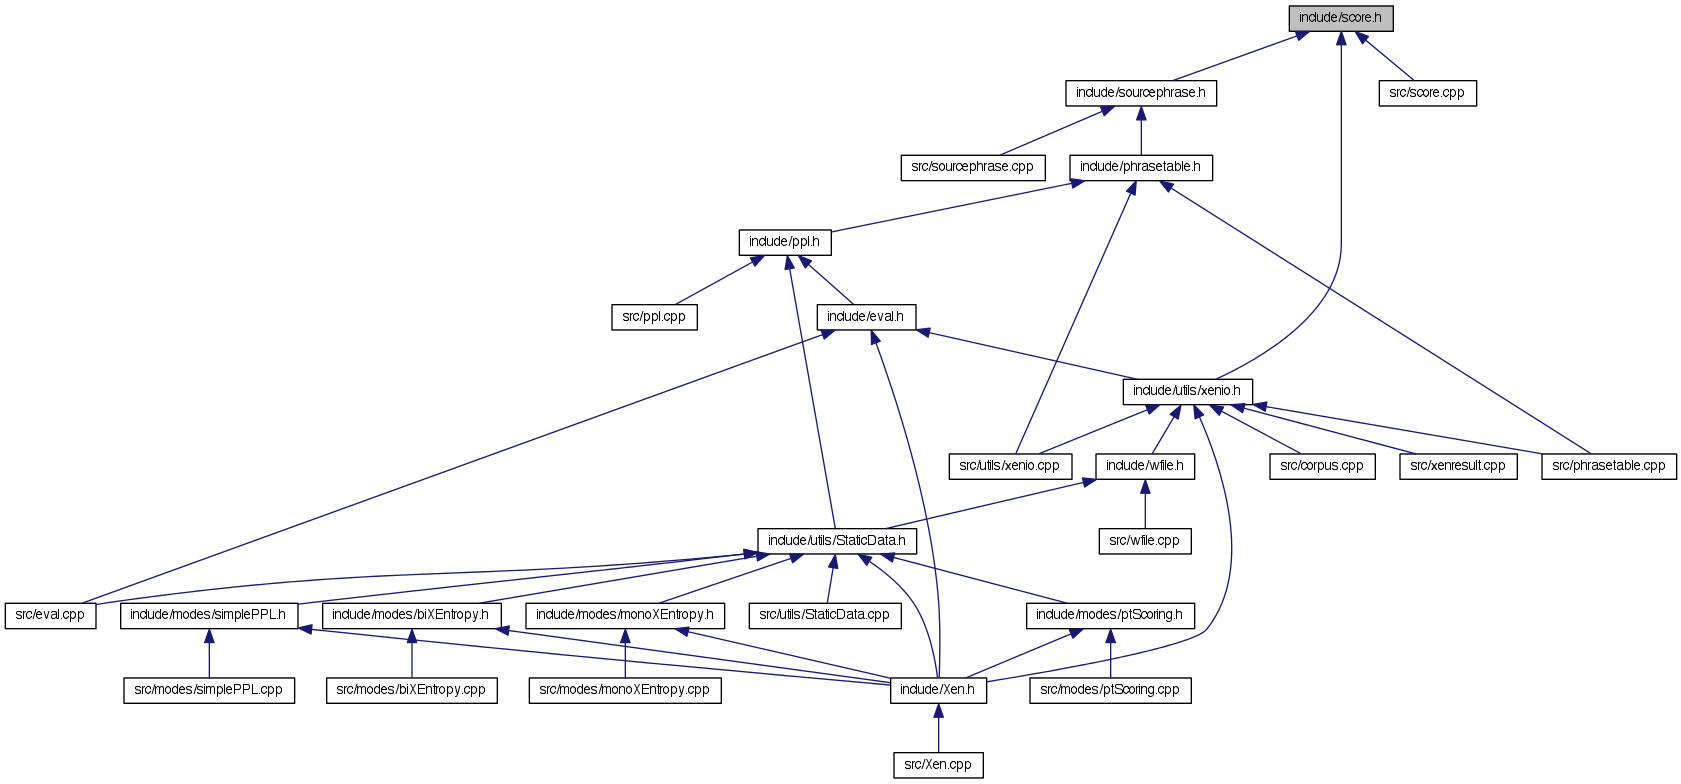 include/score.h
include/sourcephrase.h
src/score.cpp
src/sourcephrase.cpp
include/phrasetable.h
include/ppl.h
src/ppl.cpp
include/eval.h
include/utils/xenio.h
src/utils/xenio.cpp
include/wfile.h
src/corpus.cpp
src/xenresult.cpp
src/phrasetable.cpp
include/utils/StaticData.h
src/wfile.cpp
src/eval.cpp
include/modes/simplePPL.h
include/modes/biXEntropy.h
include/modes/monoXEntropy.h
src/utils/StaticData.cpp
include/modes/ptScoring.h
src/modes/simplePPL.cpp
src/modes/biXEntropy.cpp
src/modes/monoXEntropy.cpp
include/Xen.h
src/modes/ptScoring.cpp
src/Xen.cpp